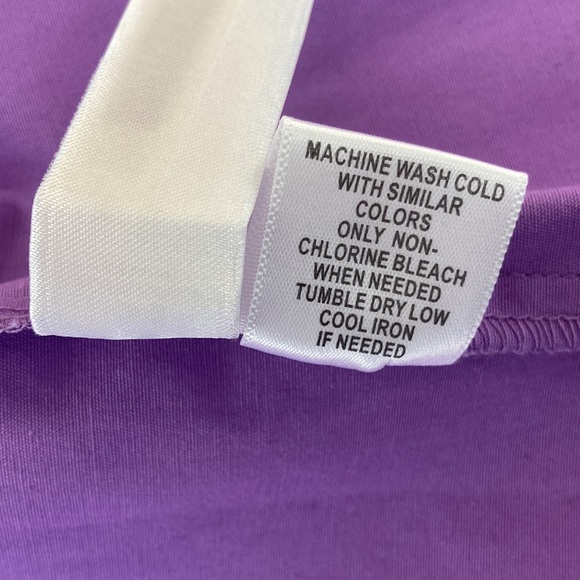 MACHINE WASH COLD
WITH SIMILAR
COLORS
ONLY NON-
CHLORINE BLEACH
WHEN NEEDED
TUMBLE DRY LOW
COOL IRON
IF NEEDED